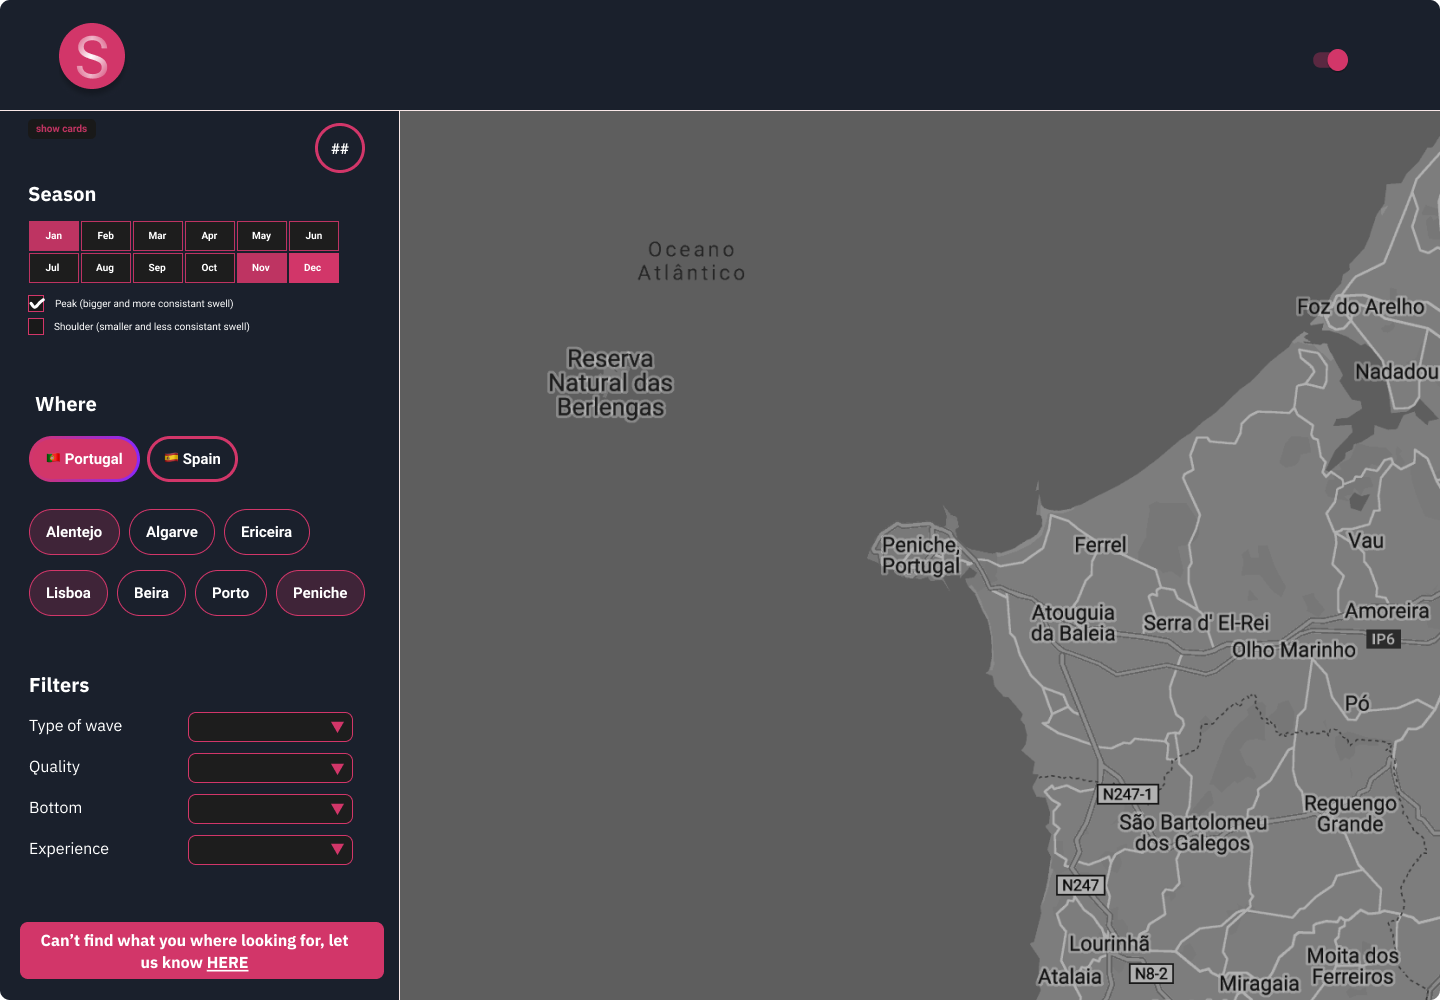 S
show cards
##
Season
Jan Feb Mar Apr May Jun
Jul Aug Sep Oct Nov Dec
Peak (bigger and more consistant swell)
Shoulder (smaller and less consistant swell)
Where
Portugal Spain
Alentejo Algarve Ericeira
Lisboa Beira Porto Peniche
Filters
Type of wave
Quality
Bottom
Experience
Can't find what you where looking for, let
us know HERE
Oceano
Atlântico
Reserva
Natural das
Berlengas
Foz do Arelho
Nadadou
Peniche,
Portugal
Ferrel
Vau
Atouguia
da Baleia
Serra d' El-Rei
Amoreira
IP6
Olho Marinho
Pó
N247-1
São Bartolomeu
dos Galegos
Reguengo
Grande
N247
Lourinhã
Atalaia
N8-2
Miragaia
Moita dos
Ferreiros